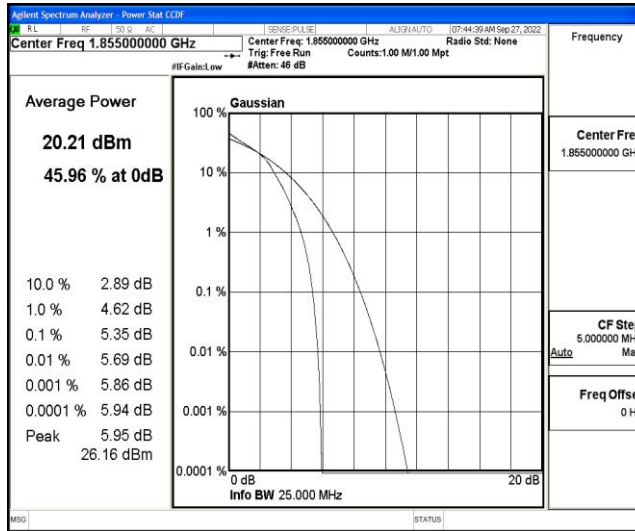 Agilent Spectrum Analyzer - Power Stat CCDF
RL RF 50 Ω AC SENSE:PULSE ALIGN AUTO 07:44:39 AM Sep 27, 2022
Center Freq 1.855000000 GHz
Center Freq: 1.855000000 GHz Radio Std: None
Trig: Free Run Counts:1.00 M/1.00 Mpt
#IFGain:Low #Atten: 46 dB
Frequency
Average Power
20.21 dBm
45.96 % at 0dB
10.0 % 2.89 dB
1.0 % 4.62 dB
0.1 % 5.35 dB
0.01 % 5.69 dB
0.001 % 5.86 dB
0.0001 % 5.94 dB
Peak 5.95 dB
26.16 dBm
Gaussian
100 %
10 %
1 %
0.1 %
0.01 %
0.001 %
0.0001 %
0 dB 20 dB
Info BW 25.000 MHz
Center Fre
1.855000000 GH
CF Ste
5.000000 MH
Auto Ma
Freq Offse
0 H
MSG STATUS